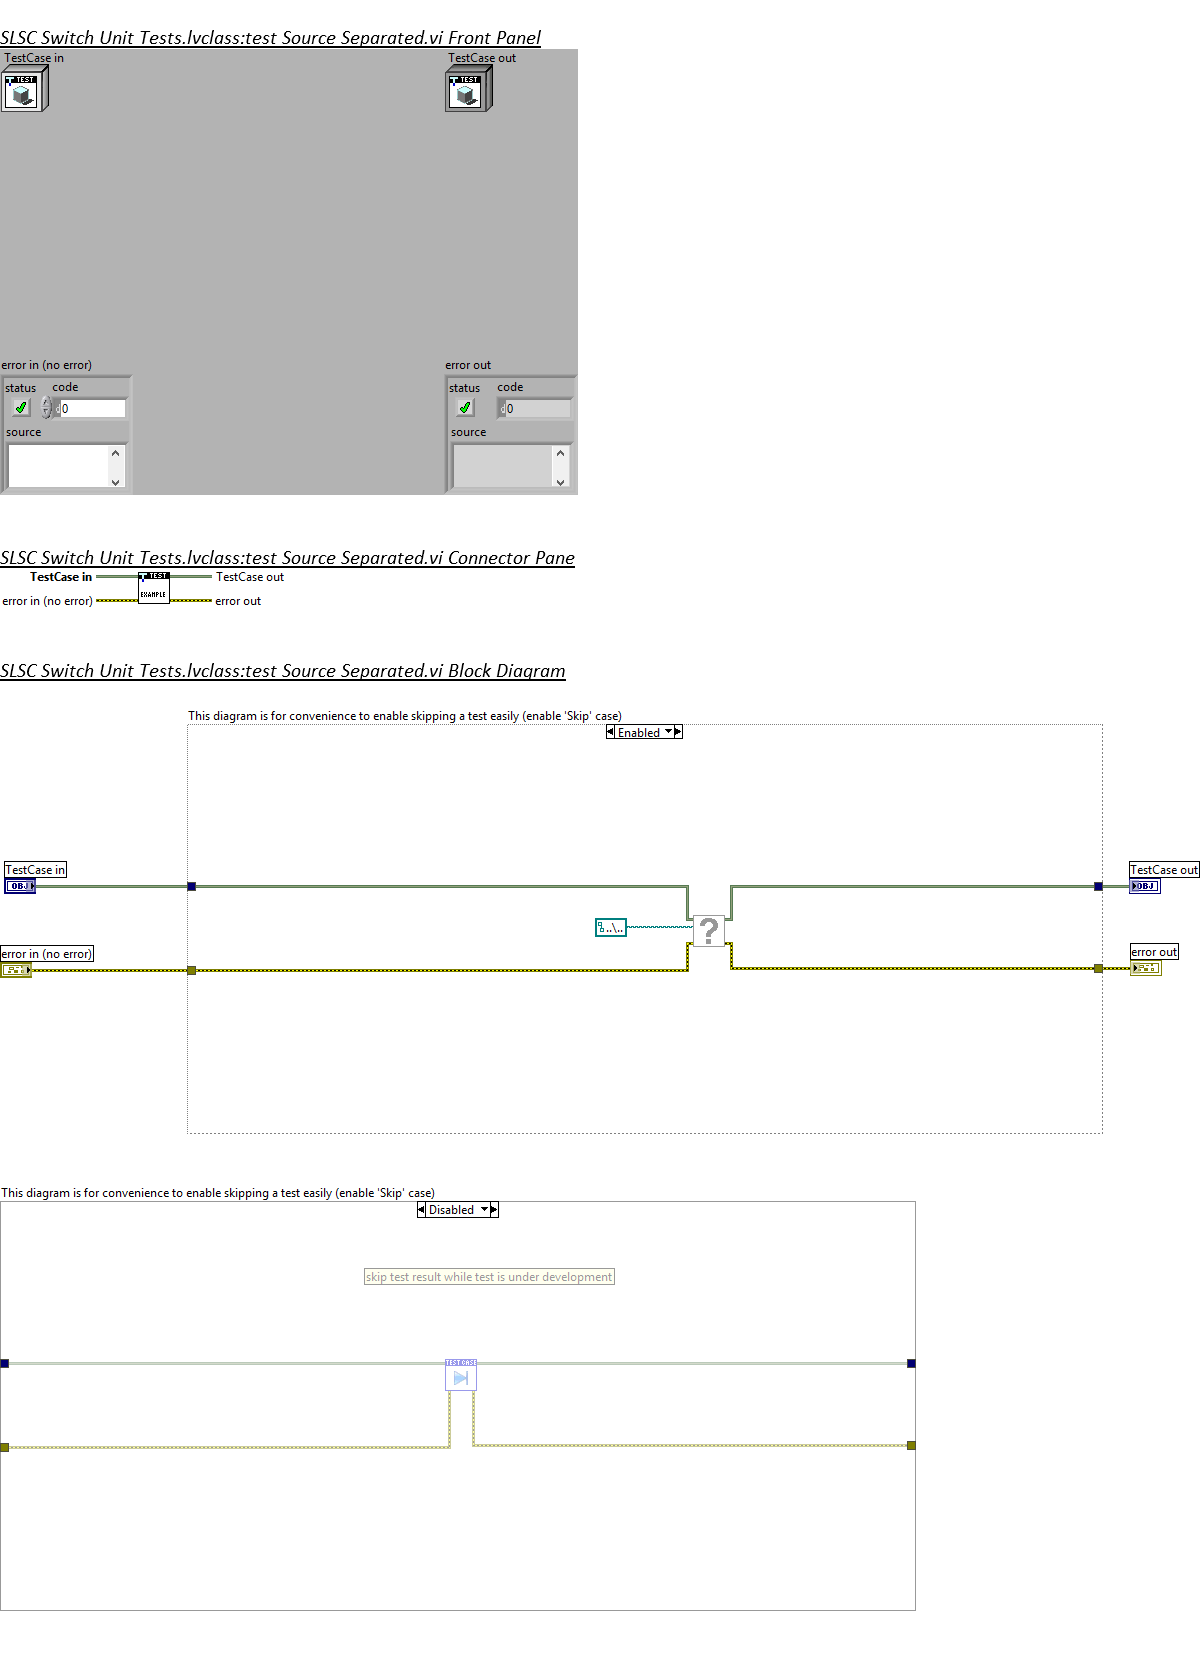 SLSC Switch Unit Tests.lvclass:test Source Separated.vi Front Panel
TestCase in
TestCase out
TEST
TEST
error in (no error)
error out
status code
status code
d 0
d 0
source
source
SLSC Switch Unit Tests.lvclass:test Source Separated.vi Connector Pane
TestCase in
TEST
TestCase out
error in (no error)
EXAMPLE
error out
SLSC Switch Unit Tests.lvclass:test Source Separated.vi Block Diagram
This diagram is for convenience to enable skipping a test easily (enable 'Skip' case)
Enabled
TestCase in
TestCase out
OBJ
OBJ
..\..
?
error in (no error)
error out
This diagram is for convenience to enable skipping a test easily (enable 'Skip' case)
Disabled
skip test result while test is under development
TEST CASE